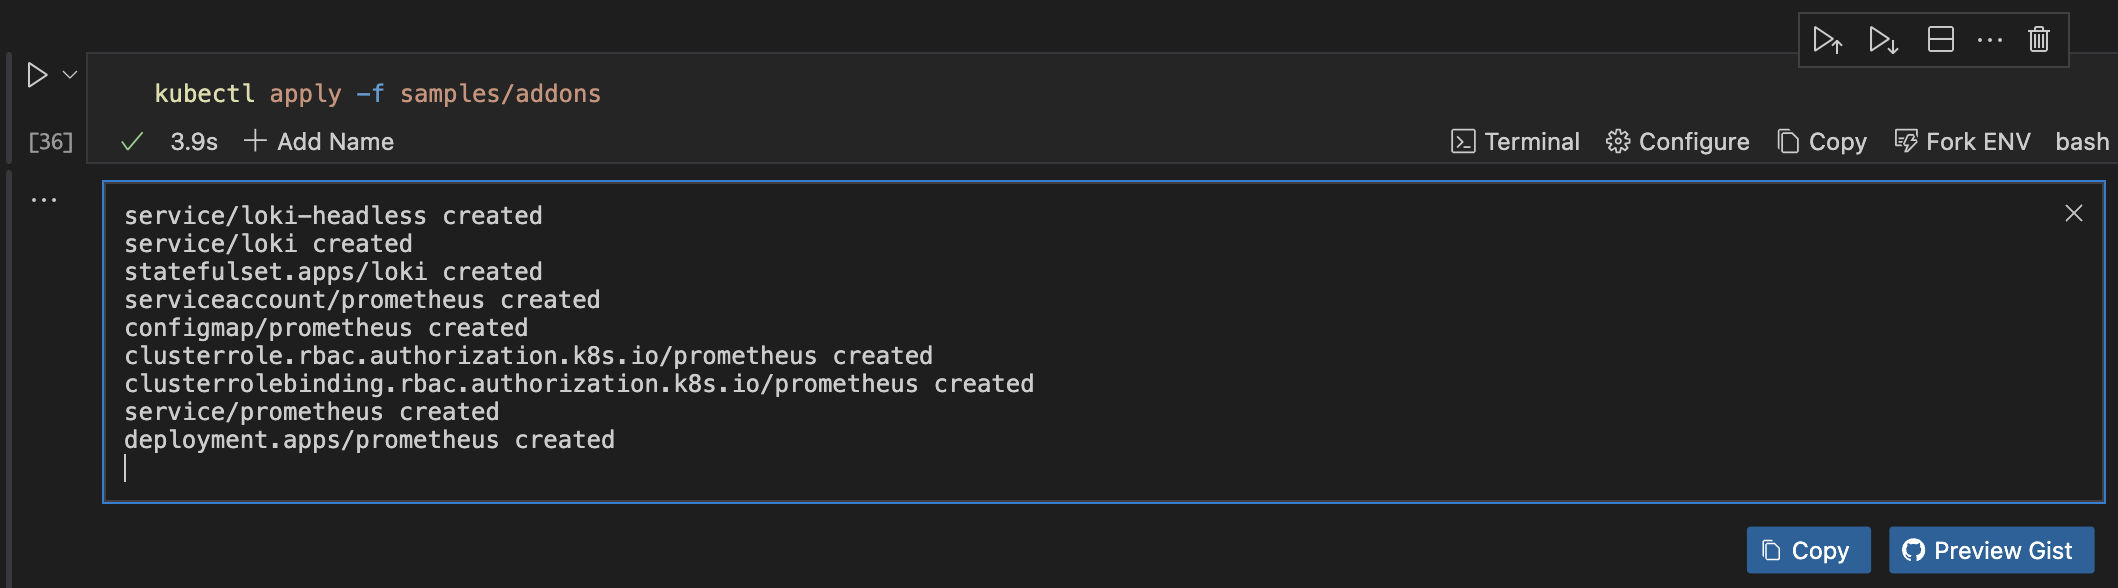 kubectl apply -f samples/addons
[36] 3.9s Add Name Terminal Configure Copy Fork ENV bash
service/loki-headless created
service/loki created
statefulset.apps/loki created
serviceaccount/prometheus created
configmap/prometheus created
clusterrole.rbac.authorization.k8s.io/prometheus created
clusterrolebinding.rbac.authorization.k8s.io/prometheus created
service/prometheus created
deployment.apps/prometheus created
Copy Preview Gist